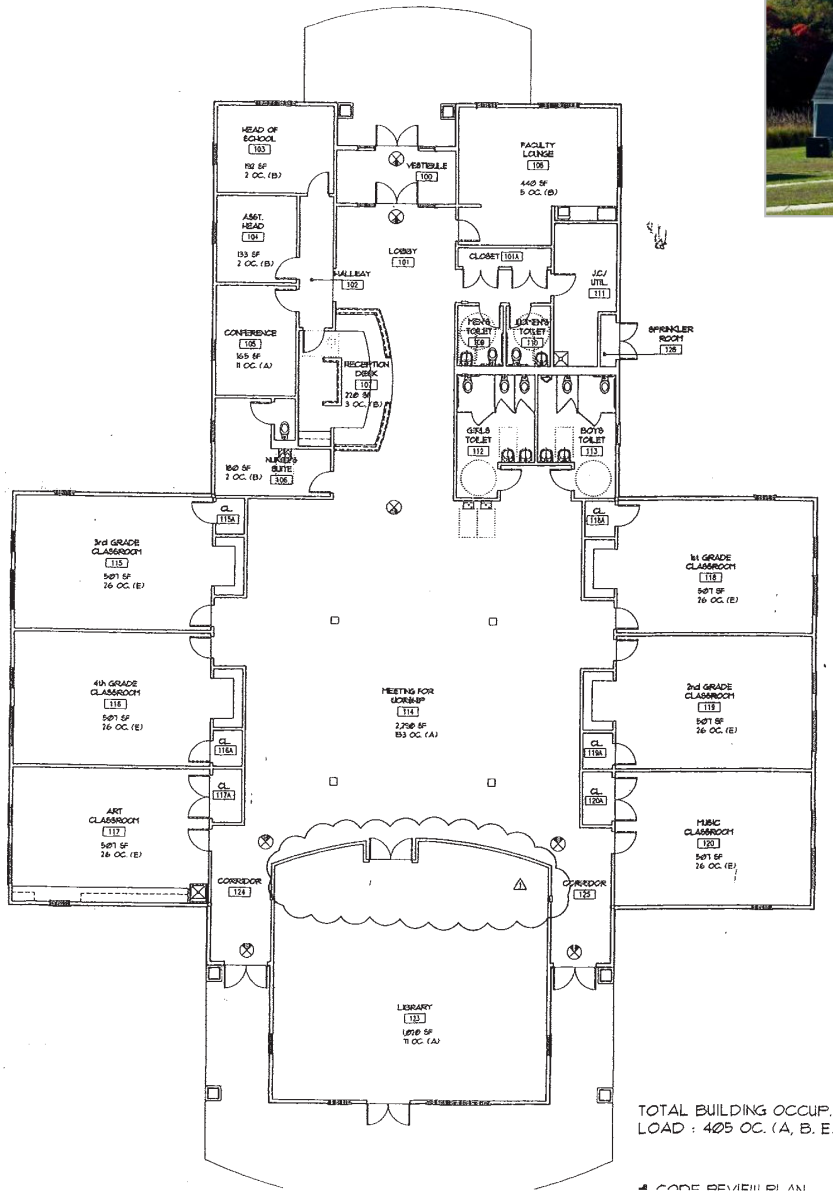 HEAD OF
SCHOOL
103
192 SF
2 OC. (B)
VESTIBULE
100
FACULTY
LOUNGE
108
440 SF
5 OC. (B)
ASST.
HEAD
104
133 SF
2 OC. (B)
LOBBY
101
CLOSET 101A
HALLWAY
102
J.C./
UTIL.
111
CONFERENCE
105
165 SF
11 OC. (A)
MEN'S
TOILET
109
WOMEN'S
TOILET
110
SPRINKLER
ROOM
126
RECEPTION
DESK
107
220 SF
3 OC. (B)
GIRLS
TOILET
112
BOYS
TOILET
113
NURSE'S
SUITE
106
180 SF
2 OC. (B)
CL.
115A
CL.
118A
3rd GRADE
CLASSROOM
115
507 SF
26 OC. (E)
1st GRADE
CLASSROOM
118
507 SF
26 OC. (E)
4th GRADE
CLASSROOM
116
507 SF
26 OC. (E)
MEETING FOR
WORSHIP
114
2,290 SF
153 OC. (A)
2nd GRADE
CLASSROOM
119
507 SF
26 OC. (E)
CL.
116A
CL.
119A
CL.
117A
CL.
120A
ART
CLASSROOM
117
507 SF
26 OC. (E)
MUSIC
CLASSROOM
120
507 SF
26 OC. (E)
CORRIDOR
124
1
CORRIDOR
125
LIBRARY
123
1,070 SF
71 OC. (A)
TOTAL BUILDING OCCUP.
LOAD : 405 OC. (A, B. E.
CODE REVIEW PLAN